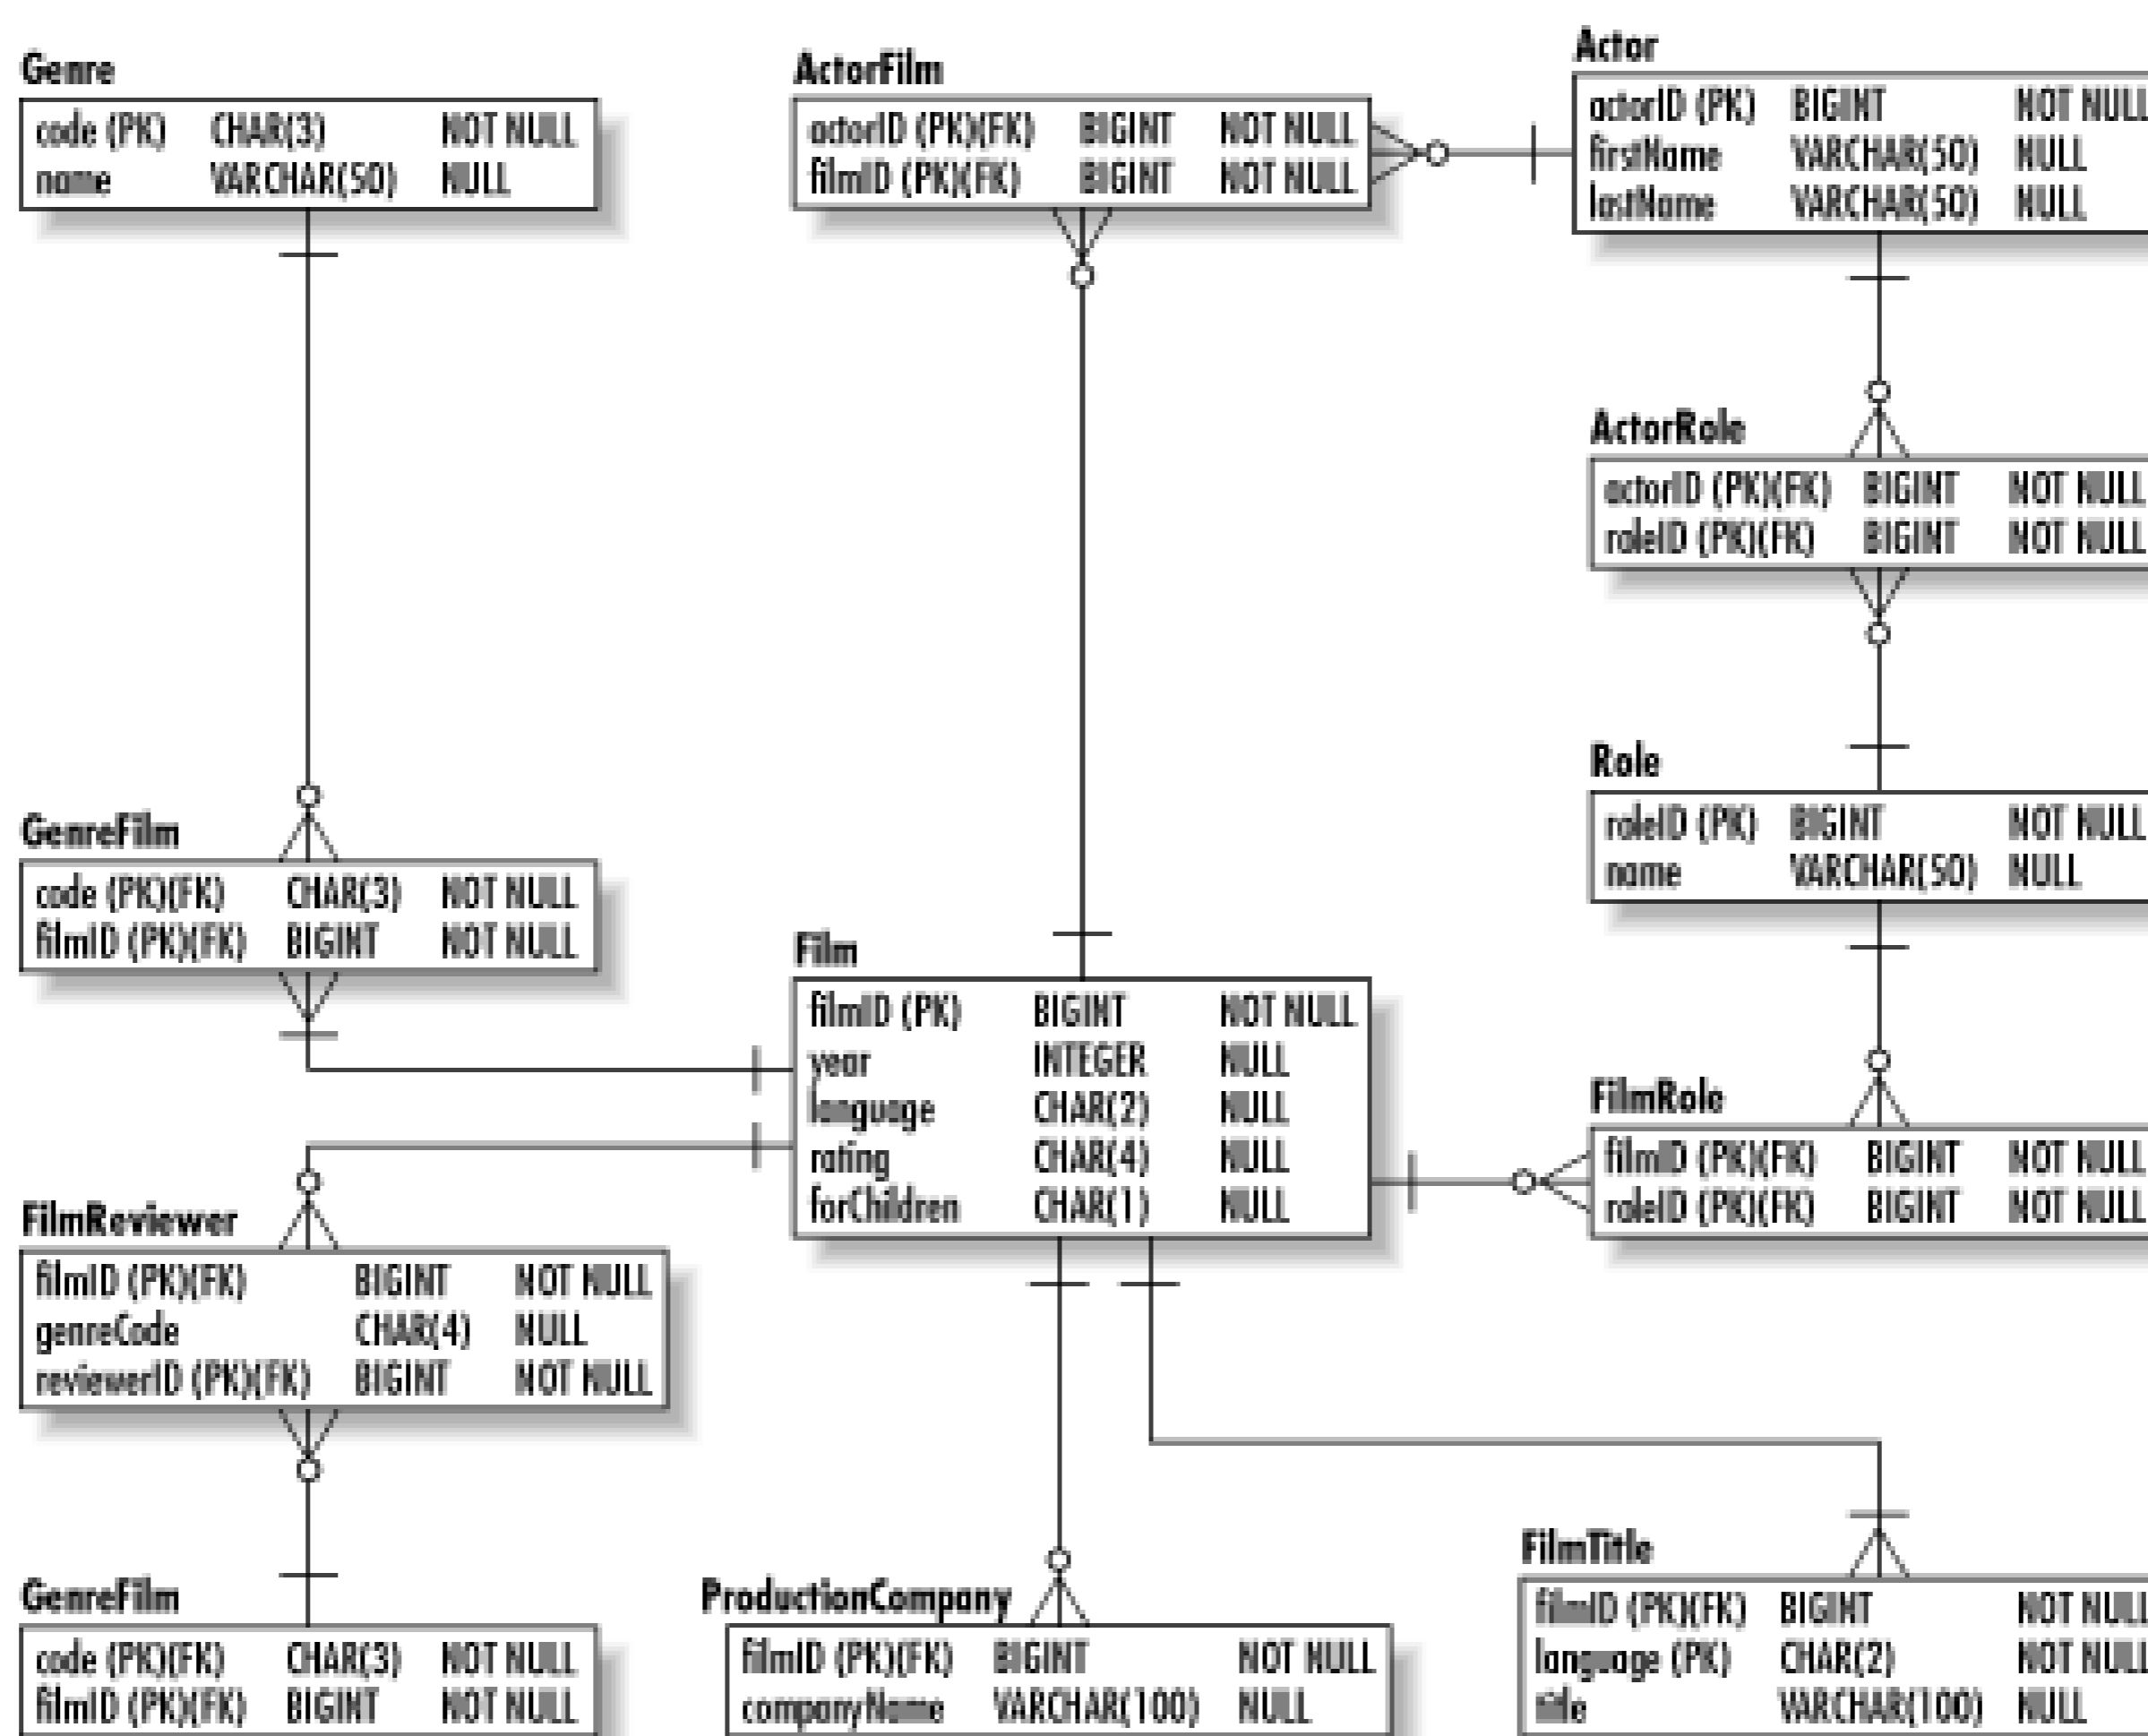 Genre
code (PK) CHAR(3) NOT NULL
name VARCHAR(50) NULL
ActorFilm
actorID (PK)(FK) BIGINT NOT NULL
filmID (PK)(FK) BIGINT NOT NULL
Actor
actorID (PK) BIGINT NOT NULL
firstName VARCHAR(50) NULL
lastName VARCHAR(50) NULL
ActorRole
actorID (PK)(FK) BIGINT NOT NULL
roleID (PK)(FK) BIGINT NOT NULL
Role
roleID (PK) BIGINT NOT NULL
name VARCHAR(50) NULL
GenreFilm
code (PK)(FK) CHAR(3) NOT NULL
filmID (PK)(FK) BIGINT NOT NULL
Film
filmID (PK) BIGINT NOT NULL
year INTEGER NULL
language CHAR(2) NULL
rating CHAR(4) NULL
forChildren CHAR(1) NULL
FilmRole
filmID (PK)(FK) BIGINT NOT NULL
roleID (PK)(FK) BIGINT NOT NULL
FilmReviewer
filmID (PK)(FK) BIGINT NOT NULL
genreCode CHAR(4) NULL
reviewerID (PK)(FK) BIGINT NOT NULL
GenreFilm
code (PK)(FK) CHAR(3) NOT NULL
filmID (PK)(FK) BIGINT NOT NULL
ProductionCompany
filmID (PK)(FK) BIGINT NOT NULL
companyName VARCHAR(100) NULL
FilmTitle
filmID (PK)(FK) BIGINT NOT NULL
language (PK) CHAR(2) NOT NULL
title VARCHAR(100) NULL